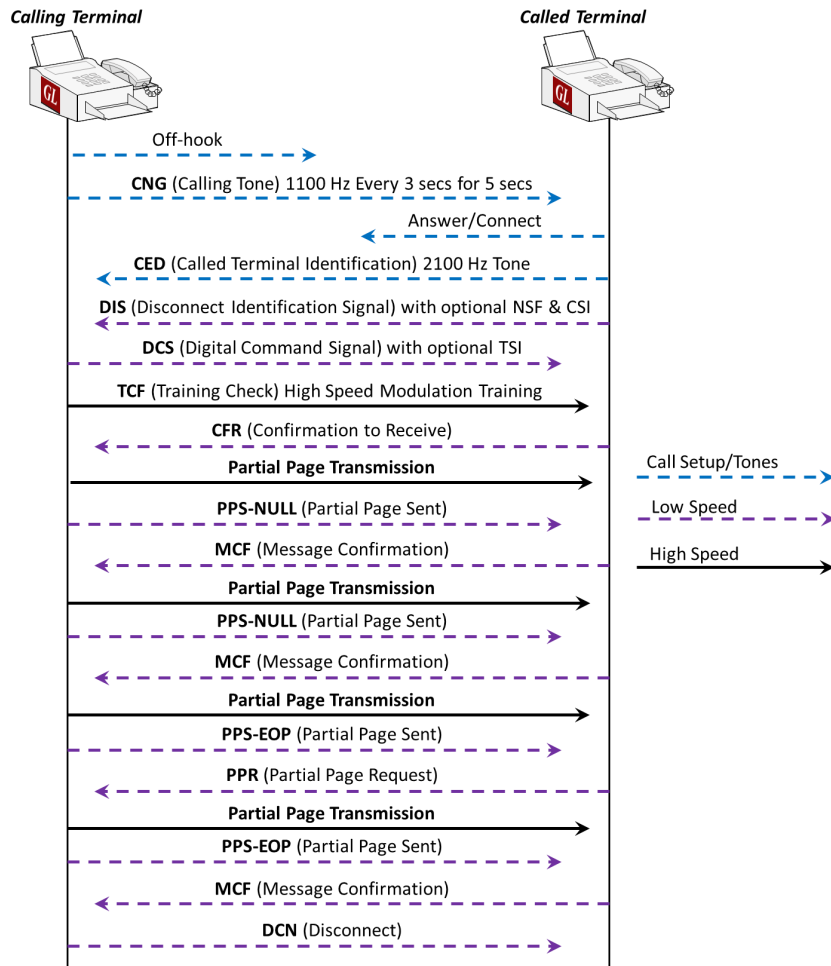 Calling Terminal
Called Terminal
GL
GL
Off-hook
CNG (Calling Tone) 1100 Hz Every 3 secs for 5 secs
Answer/Connect
CED (Called Terminal Identification) 2100 Hz Tone
DIS (Disconnect Identification Signal) with optional NSF & CSI
DCS (Digital Command Signal) with optional TSI
TCF (Training Check) High Speed Modulation Training
CFR (Confirmation to Receive)
Partial Page Transmission
Call Setup/Tones
PPS-NULL (Partial Page Sent)
Low Speed
MCF (Message Confirmation)
High Speed
Partial Page Transmission
PPS-NULL (Partial Page Sent)
MCF (Message Confirmation)
Partial Page Transmission
PPS-EOP (Partial Page Sent)
PPR (Partial Page Request)
Partial Page Transmission
PPS-EOP (Partial Page Sent)
MCF (Message Confirmation)
DCN (Disconnect)